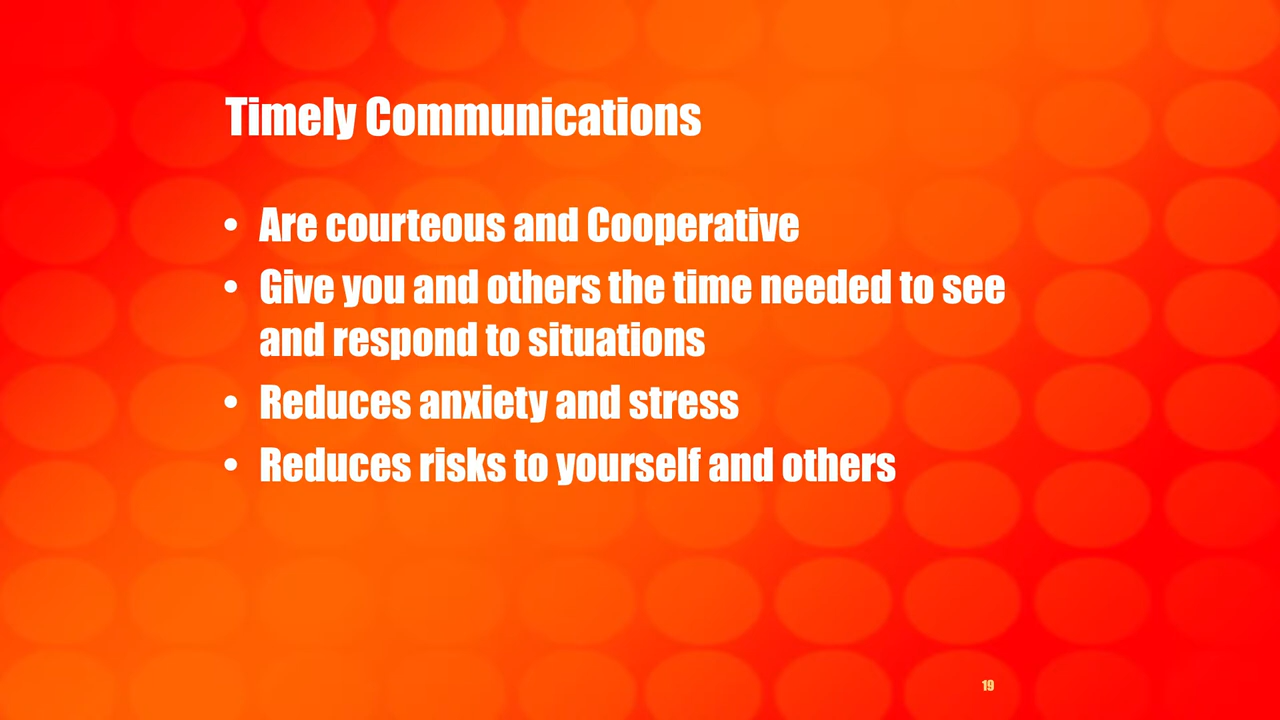 Timely Communications
• Are courteous and Cooperative
• Give you and others the time needed to see
and respond to situations
• Reduces anxiety and stress
• Reduces risks to yourself and others
19